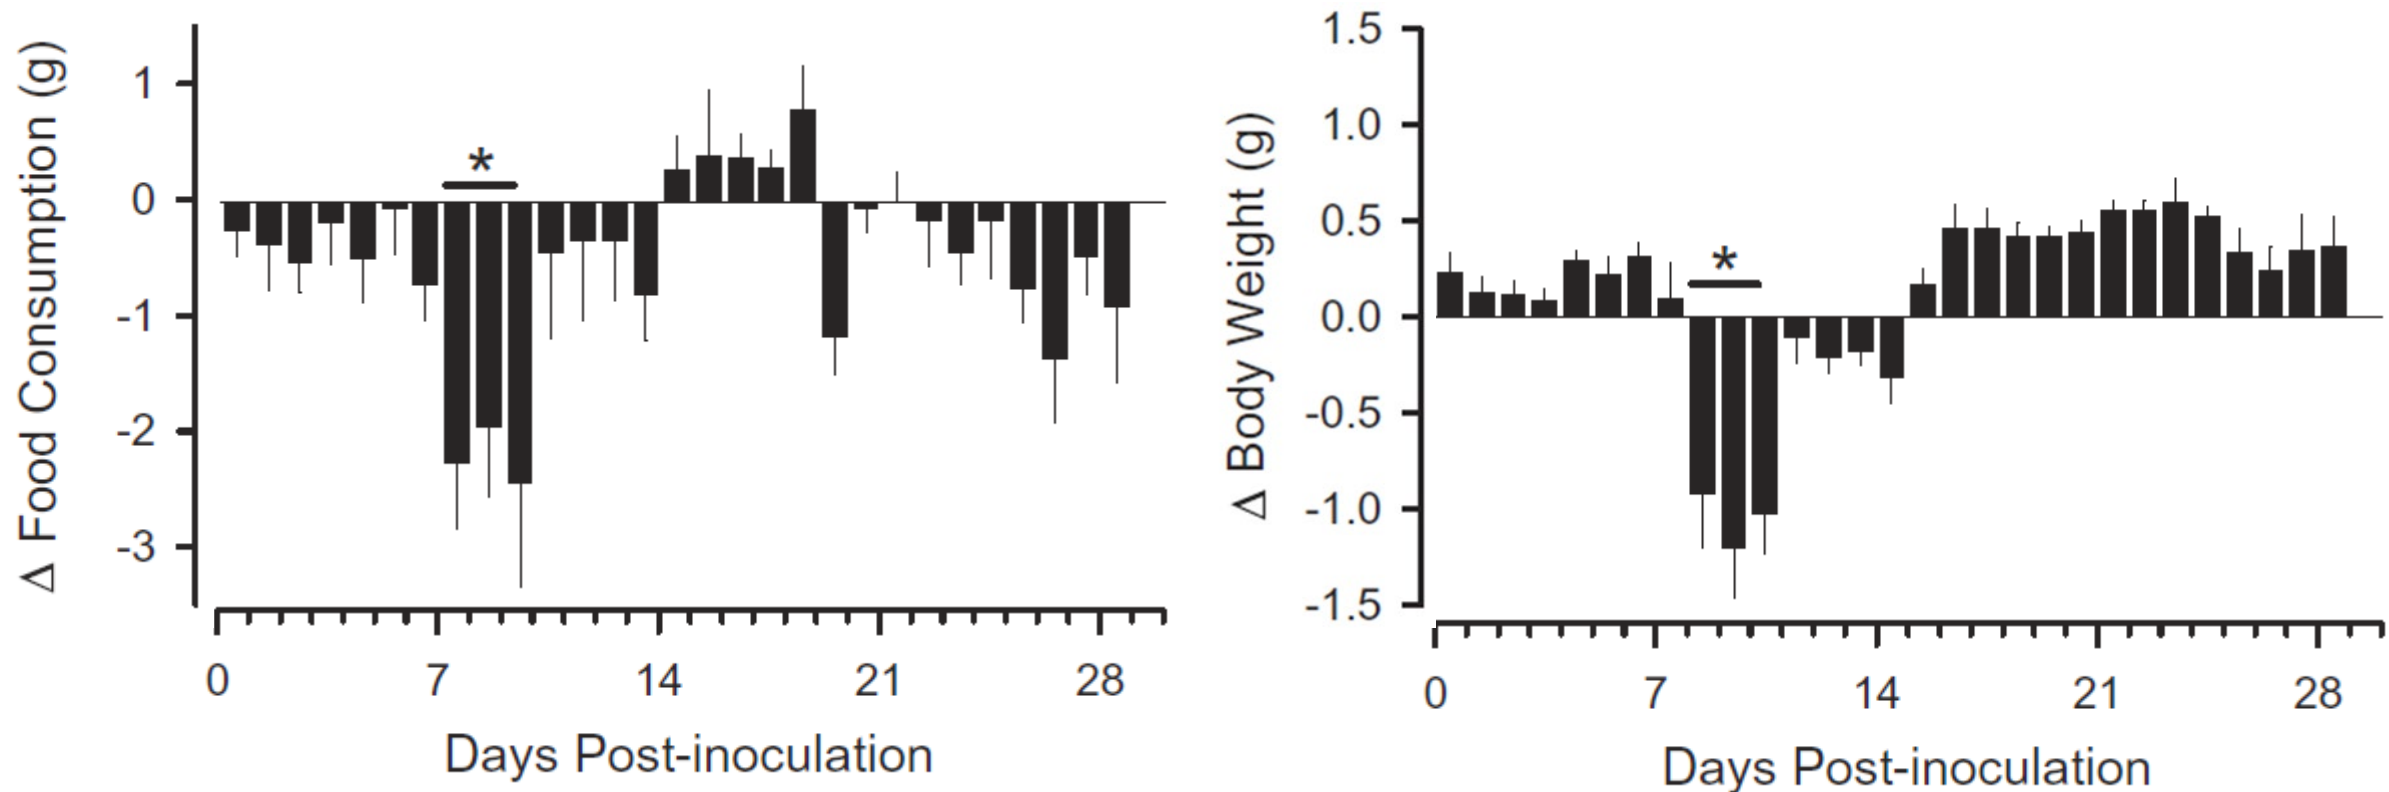 Δ Food Consumption (g)
1
0
-1
-2
-3
*
0 7 14 21 28
Days Post-inoculation
Δ Body Weight (g)
1.5
1.0
0.5
0.0
-0.5
-1.0
-1.5
*
0 7 14 21 28
Days Post-inoculation